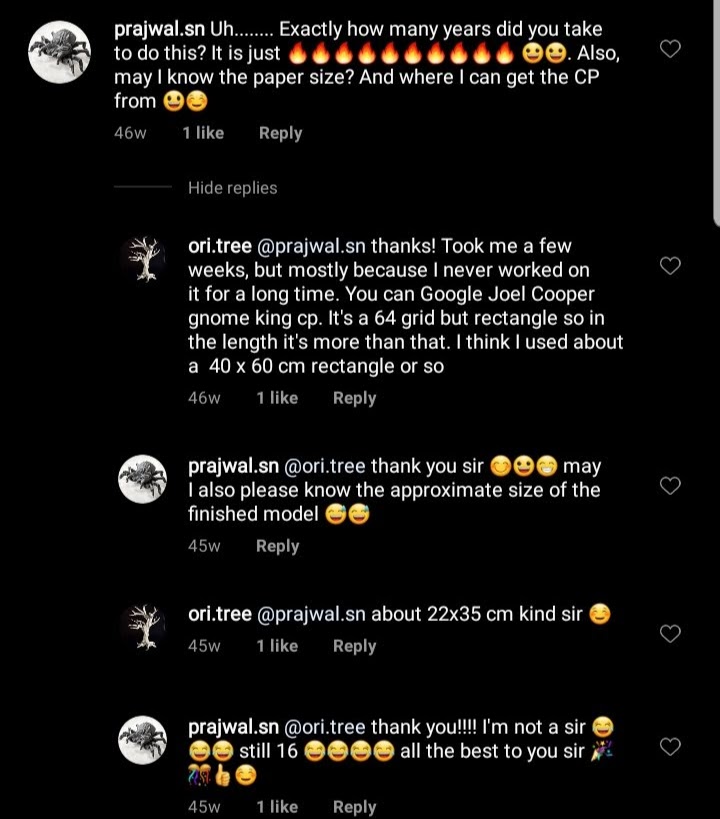 prajwal.sn Uh........ Exactly how many years did you take
to do this? It is just 🔥🔥🔥🔥🔥🔥🔥🔥🔥🔥 😀😀. Also,
may I know the paper size? And where I can get the CP
from 😀😊
46w 1 like Reply
Hide replies
ori.tree @prajwal.sn thanks! Took me a few
weeks, but mostly because I never worked on
it for a long time. You can Google Joel Cooper
gnome king cp. It's a 64 grid but rectangle so in
the length it's more than that. I think I used about
a 40 x 60 cm rectangle or so
46w 1 like Reply
prajwal.sn @ori.tree thank you sir 😊😀😁 may
I also please know the approximate size of the
finished model 😅😅
45w Reply
ori.tree @prajwal.sn about 22x35 cm kind sir 😊
45w 1 like Reply
prajwal.sn @ori.tree thank you!!!! I'm not a sir 😂
😂😂 still 16 😂😂😂😂 all the best to you sir 🎉
🎊👍😊
45w 1 like Reply